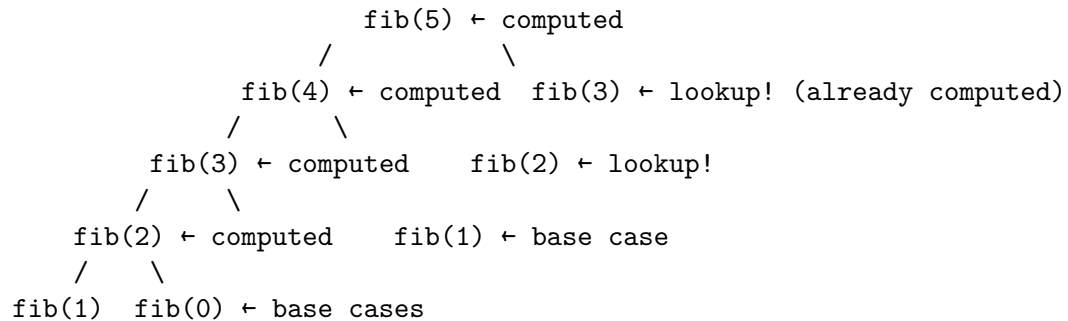 fib(5) ← computed
/ \
fib(4) ← computed fib(3) ← lookup! (already computed)
/ \
fib(3) ← computed fib(2) ← lookup!
/ \
fib(2) ← computed fib(1) ← base case
/ \
fib(1) fib(0) ← base cases